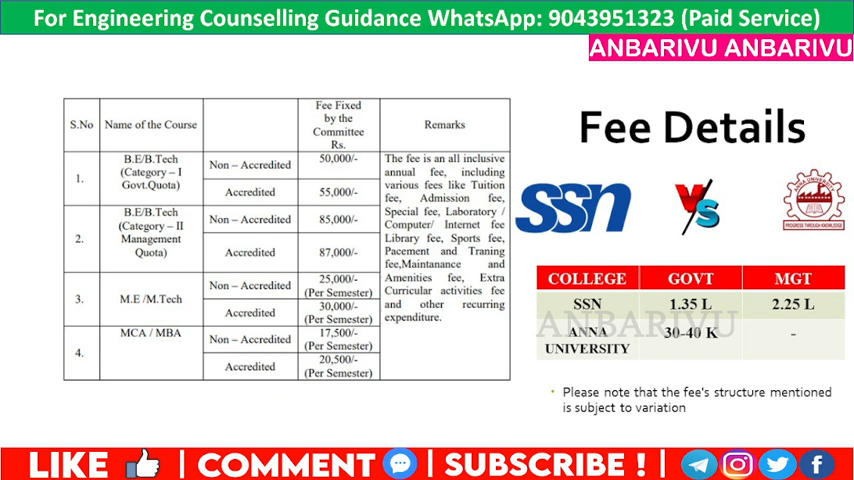 For Engineering Counselling Guidance WhatsApp: 9043951323 (Paid Service)
ANBARIVU ANBARIVU
S.No Name of the Course Fee Fixed by the Committee Rs. Remarks
1. B.E/B.Tech (Category – I Govt.Quota) Non – Accredited 50,000/-
Accredited 55,000/-
2. B.E/B.Tech (Category – II Management Quota) Non – Accredited 85,000/-
Accredited 87,000/-
3. M.E /M.Tech Non – Accredited 25,000/- (Per Semester)
Accredited 30,000/- (Per Semester)
4. MCA / MBA Non – Accredited 17,500/- (Per Semester)
Accredited 20,500/- (Per Semester)
The fee is an all inclusive
annual fee, including
various fees like Tuition
fee, Admission fee,
Special fee, Laboratory /
Computer/ Internet fee
Library fee, Sports fee,
Pacement and Traning
fee,Maintanance and
Amenities fee, Extra
Curricular activities fee
and other recurring
expenditure.
Fee Details
ssn
VS
ANNA UNIVERSITY
PROGRESS THROUGH KNOWLEDGE
COLLEGE GOVT MGT
SSN 1.35 L 2.25 L
ANNA UNIVERSITY 30-40 K -
ANBARIVU
• Please note that the fee's structure mentioned
is subject to variation
LIKE | COMMENT | SUBSCRIBE ! |